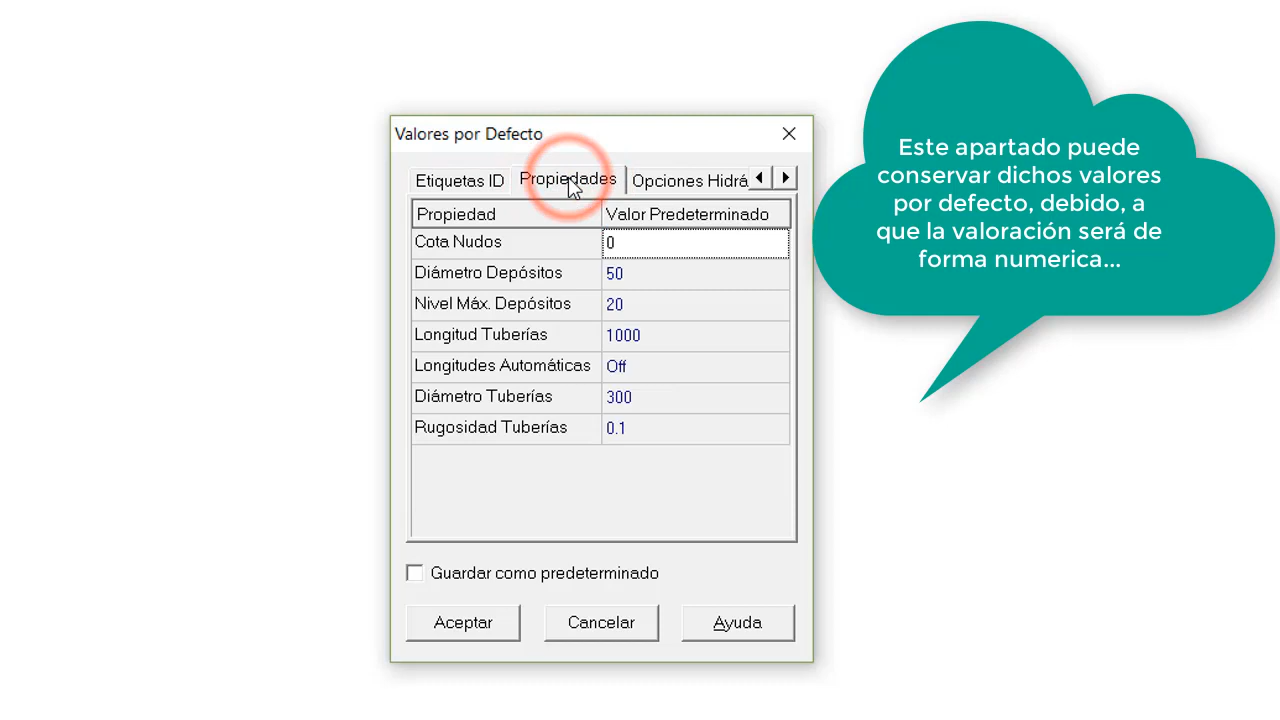 Valores por Defecto
Etiquetas ID Propiedades Opciones Hidrá
Propiedad Valor Predeterminado
Cota Nudos 0
Diámetro Depósitos 50
Nivel Máx. Depósitos 20
Longitud Tuberías 1000
Longitudes Automáticas Off
Diámetro Tuberías 300
Rugosidad Tuberías 0.1
Guardar como predeterminado
Aceptar Cancelar Ayuda
Este apartado puede
conservar dichos valores
por defecto, debido, a
que la valoración será de
forma numerica...